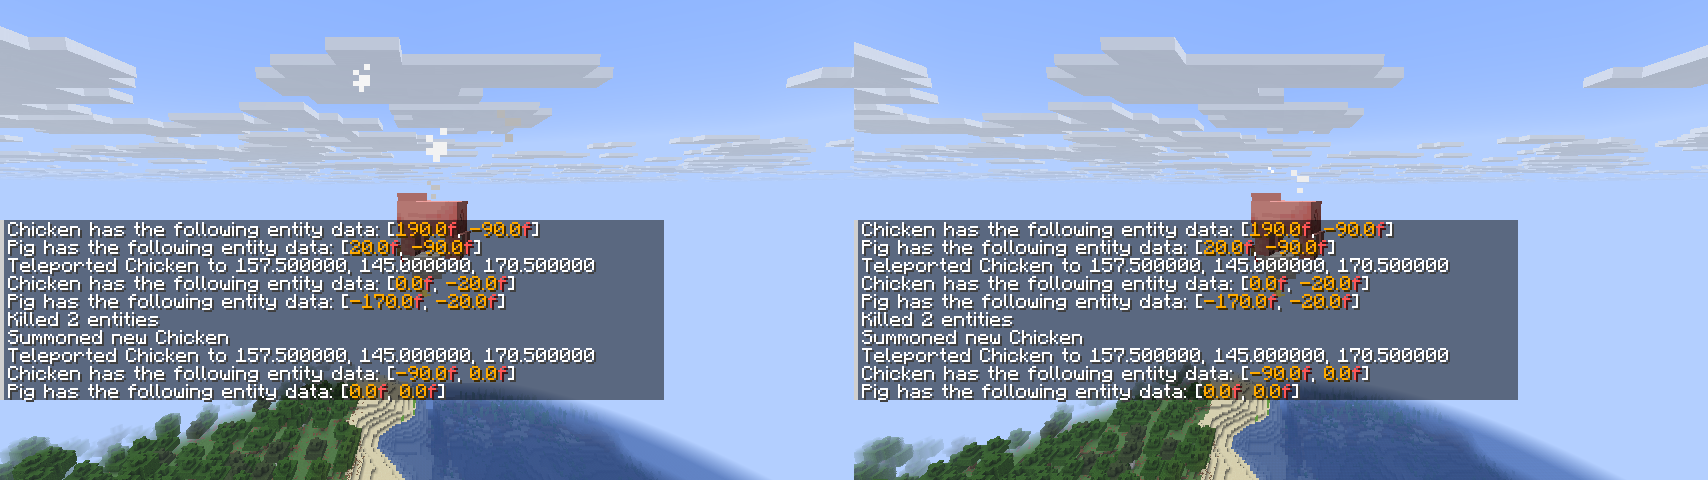 Chicken has the following entity data: [190.0f, -90.0f]
Pig has the following entity data: [20.0f, -90.0f]
Teleported Chicken to 157.500000, 145.000000, 170.500000
Chicken has the following entity data: [0.0f, -20.0f]
Pig has the following entity data: [-170.0f, -20.0f]
Killed 2 entities
Summoned new Chicken
Teleported Chicken to 157.500000, 145.000000, 170.500000
Chicken has the following entity data: [-90.0f, 0.0f]
Pig has the following entity data: [0.0f, 0.0f]
Chicken has the following entity data: [190.0f, -90.0f]
Pig has the following entity data: [20.0f, -90.0f]
Teleported Chicken to 157.500000, 145.000000, 170.500000
Chicken has the following entity data: [0.0f, -20.0f]
Pig has the following entity data: [-170.0f, -20.0f]
Killed 2 entities
Summoned new Chicken
Teleported Chicken to 157.500000, 145.000000, 170.500000
Chicken has the following entity data: [-90.0f, 0.0f]
Pig has the following entity data: [0.0f, 0.0f]